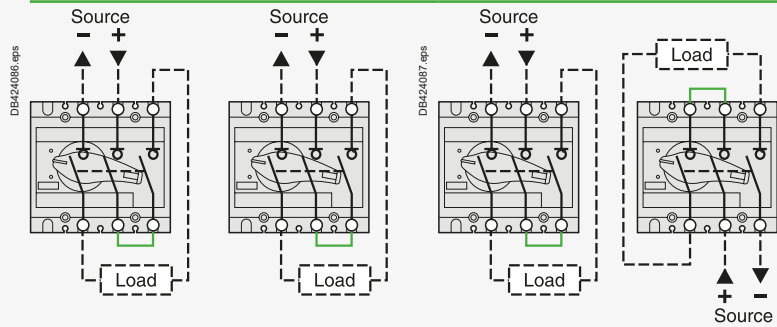 Source
– +
DB424086.eps
Load
Source
– +
Load
Source
– +
DB424087.eps
Load
Load
+ –
Source